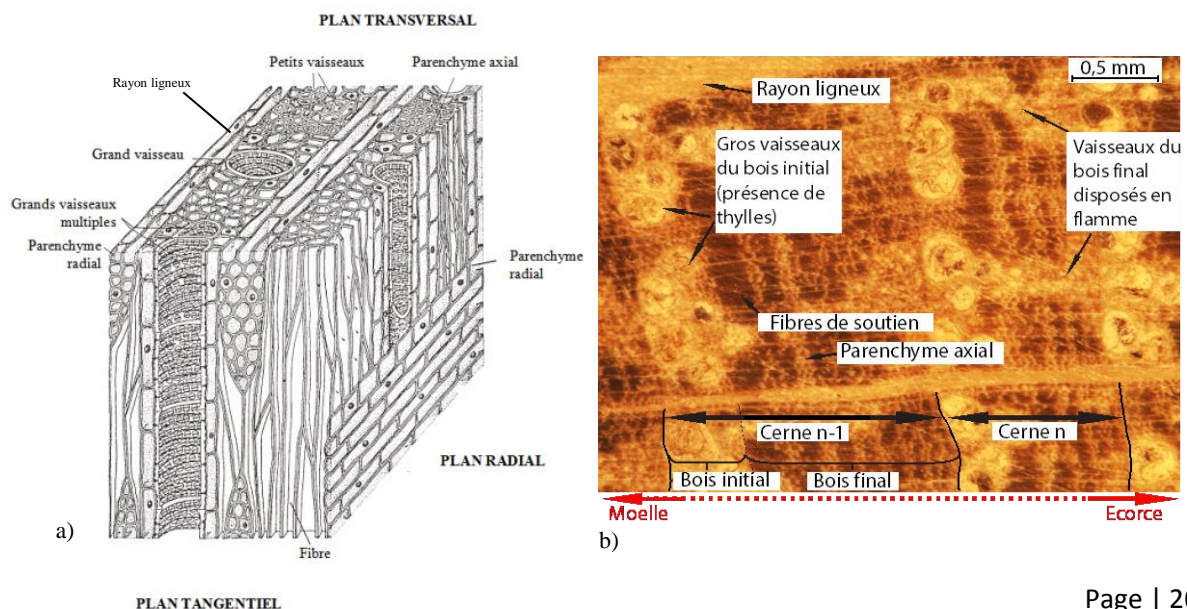 PLAN TRANSVERSAL
Petits vaisseaux
Parenchyme axial
Rayon ligneux
Grand vaisseau
Grands vaisseaux
multiples
Parenchyme
radial
Parenchyme
radial
PLAN RADIAL
a)
Fibre
PLAN TANGENTIEL
0,5 mm
Rayon ligneux
Gros vaisseaux
du bois initial
(présence de
thylles)
Vaisseaux du
bois final
disposés en
flamme
Fibres de soutien
Parenchyme axial
Cerne n-1
Cerne n
Bois initial
Bois final
Moelle
Ecorce
b)
Page | 20